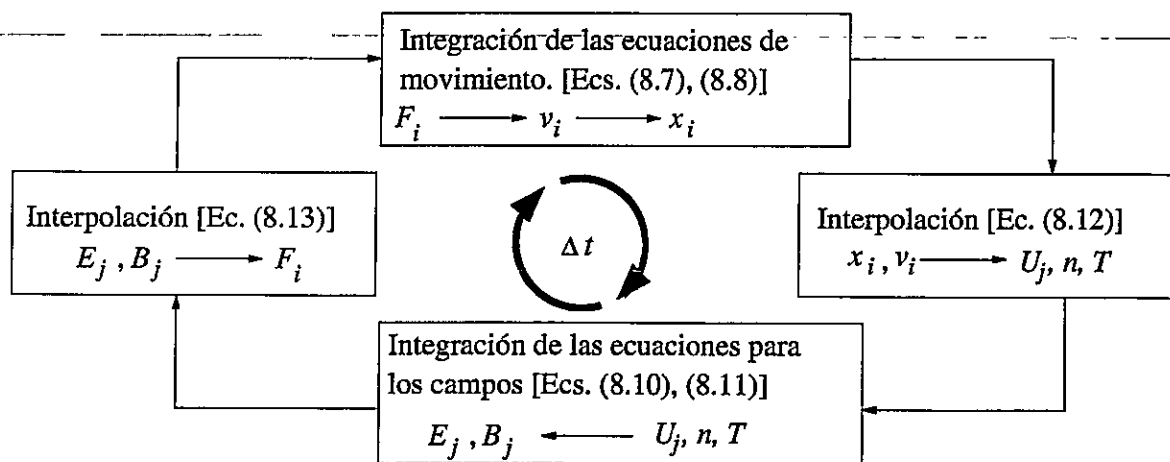 Integración de las ecuaciones de
movimiento. [Ecs. (8.7), (8.8)]
F_i ⟶ v_i ⟶ x_i
Interpolación [Ec. (8.13)]
E_j , B_j ⟶ F_i
Δ t
Interpolación [Ec. (8.12)]
x_i , v_i ⟶ U_j, n, T
Integración de las ecuaciones para
los campos [Ecs. (8.10), (8.11)]
E_j , B_j ⟵ U_j, n, T